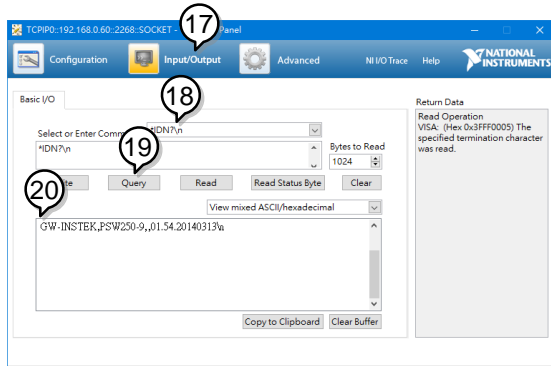 TCPIP0::192.168.0.60::2268::SOCKET - Panel
17
Configuration
Input/Output
Advanced
NI I/O Trace
Help
NATIONAL INSTRUMENTS
Basic I/O
18
Return Data
Select or Enter *IDN?\n
*IDN?\n
19
Bytes to Read
1024
20
Query
Read
Read Status Byte
Clear
View mixed ASCII/hexadecimal
GW-INSTEK,PSW250-9,,01.54.20140313\n
Copy to Clipboard
Clear Buffer
Read Operation
VISA: (Hex 0x3FFF0005) The
specified termination character
was read.